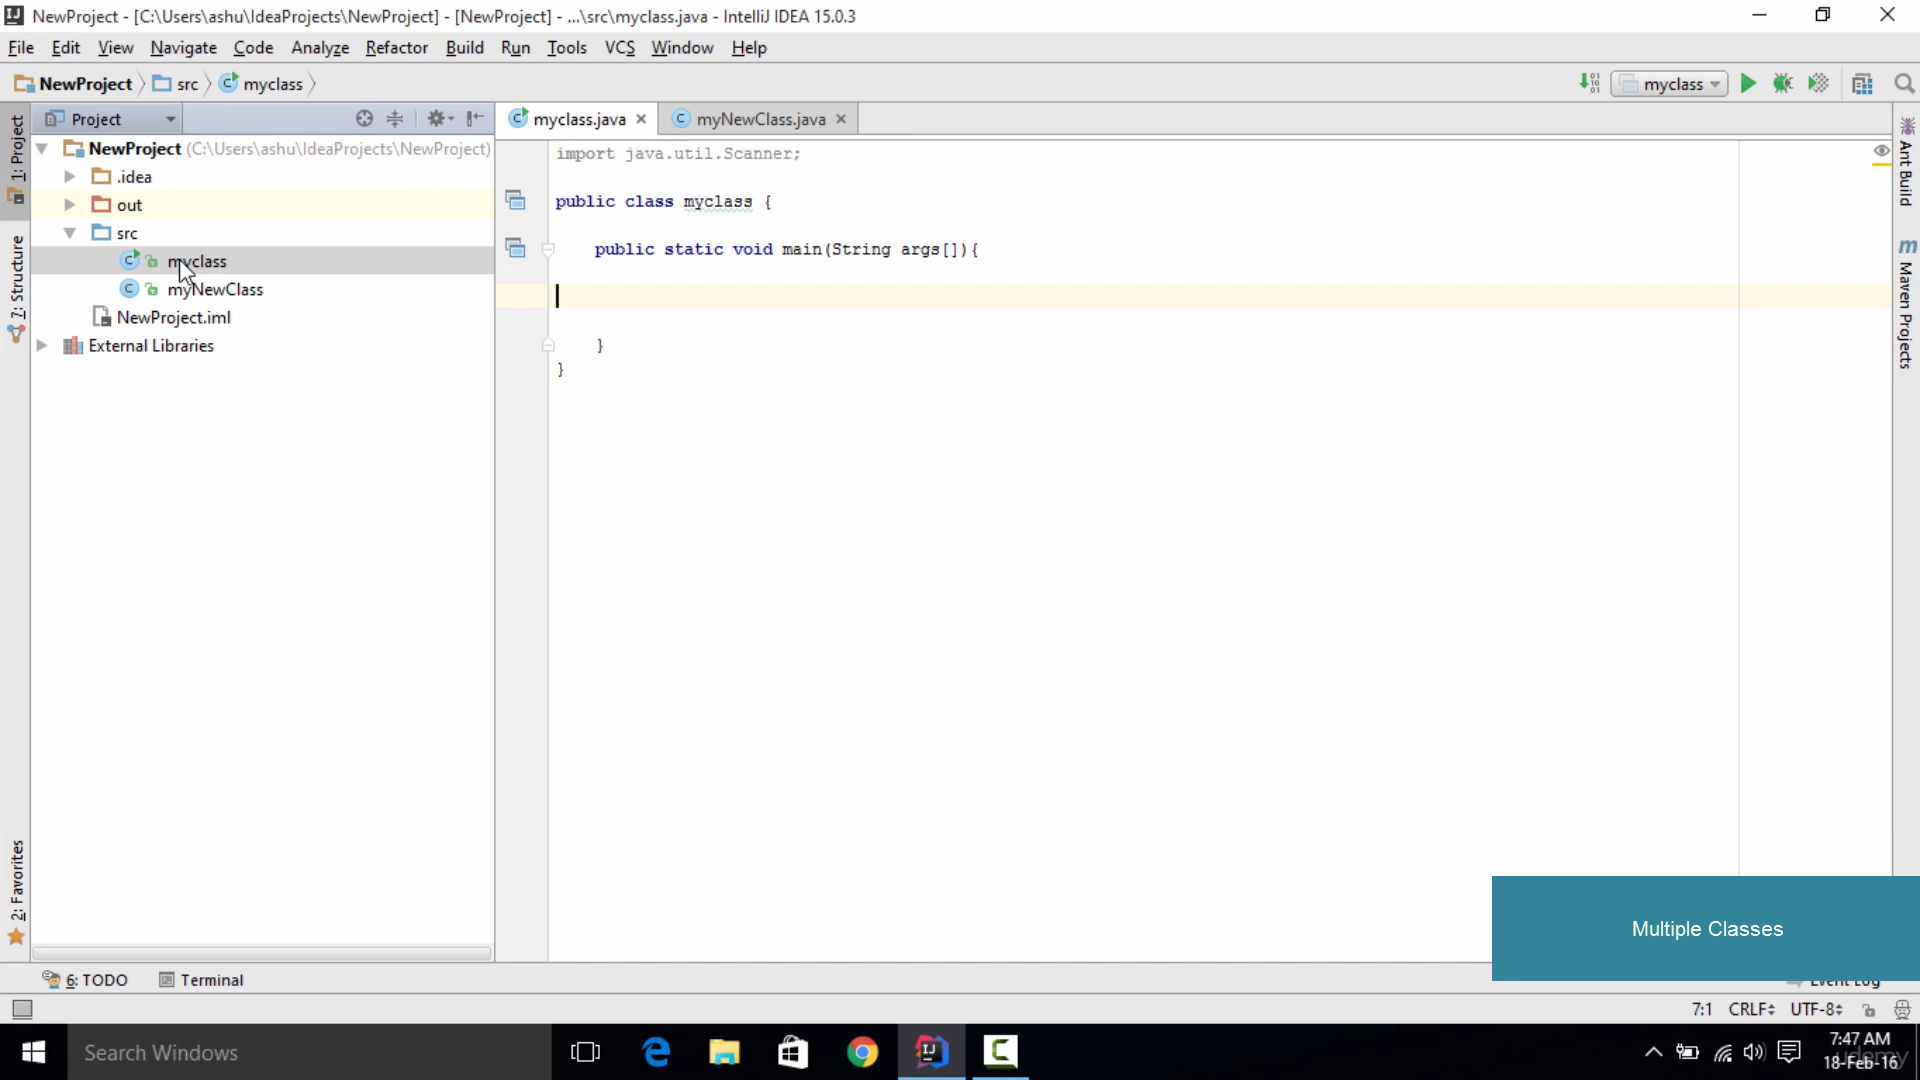 NewProject - [C:\Users\ashu\IdeaProjects\NewProject] - [NewProject] - ...\src\myclass.java - IntelliJ IDEA 15.0.3
File Edit View Navigate Code Analyze Refactor Build Run Tools VCS Window Help
NewProject src myclass
myclass
Project
myclass.java
myNewClass.java
1: Project
7: Structure
2: Favorites
NewProject (C:\Users\ashu\IdeaProjects\NewProject)
.idea
out
src
myclass
myNewClass
NewProject.iml
External Libraries
import java.util.Scanner;
public class myclass {
public static void main(String args[]){
}
}
Ant Build
m Maven Projects
Multiple Classes
6: TODO Terminal
Event Log
7:1 CRLF UTF-8
Search Windows
7:47 AM
18-Feb-16
udemy